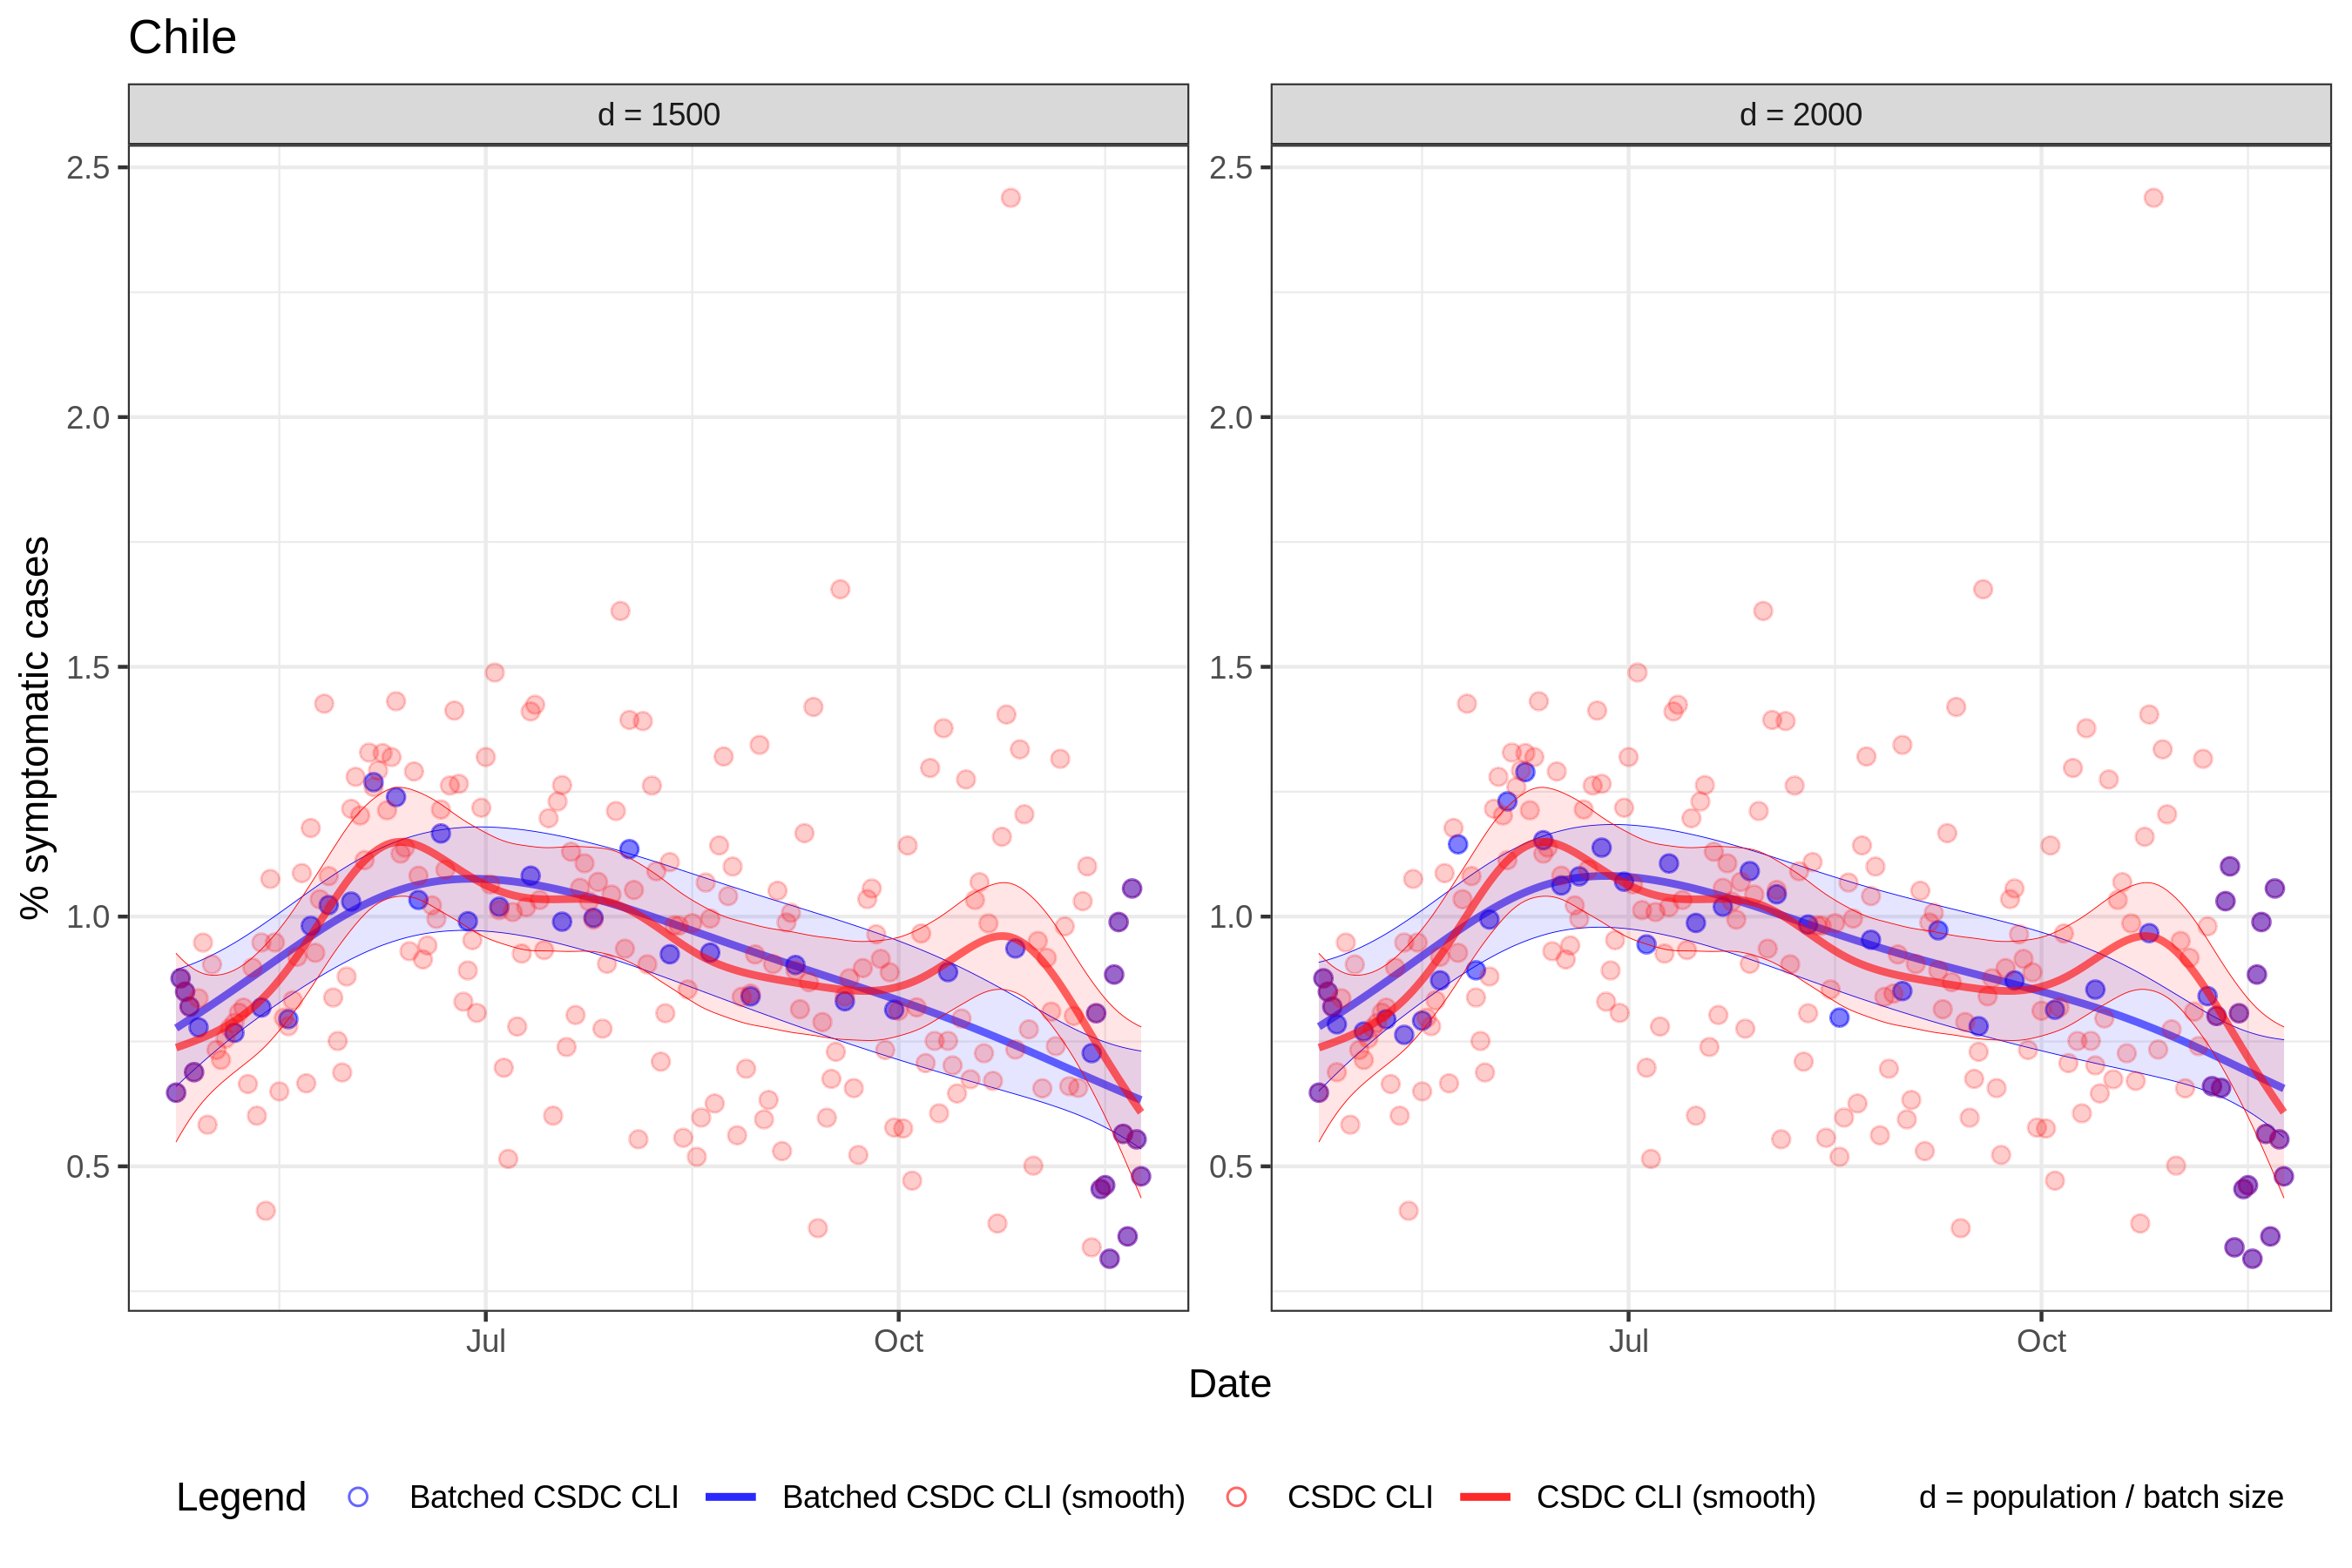 Chile
d = 1500
d = 2000
2.5
2.0
1.5
1.0
0.5
2.5
2.0
1.5
1.0
0.5
% symptomatic cases
Jul
Oct
Jul
Oct
Date
Legend
Batched CSDC CLI
Batched CSDC CLI (smooth)
CSDC CLI
CSDC CLI (smooth)
d = population / batch size